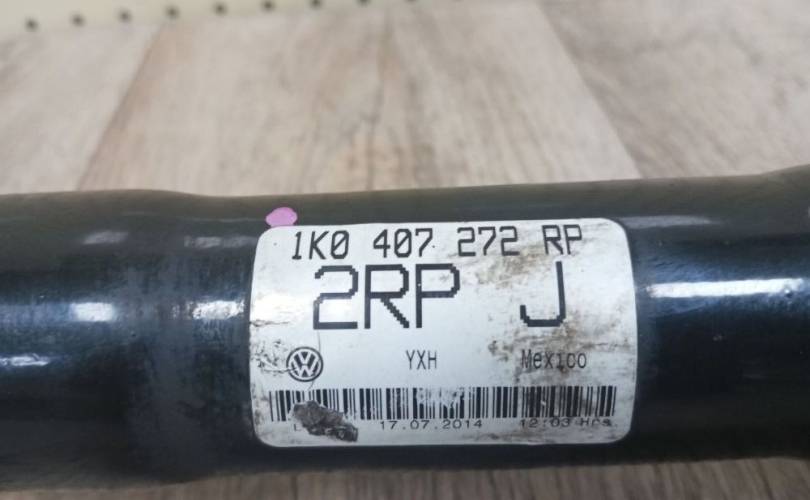 1K0 407 272 RP
2RP J
YXH Mexico
17.07.2014 12:03 Hrs.